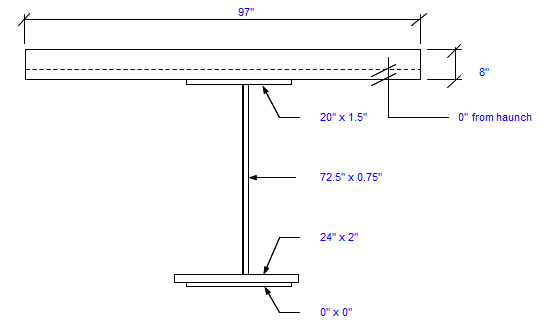 97"
8"
20" x 1.5"
0" from haunch
72.5" x 0.75"
24" x 2"
0" x 0"